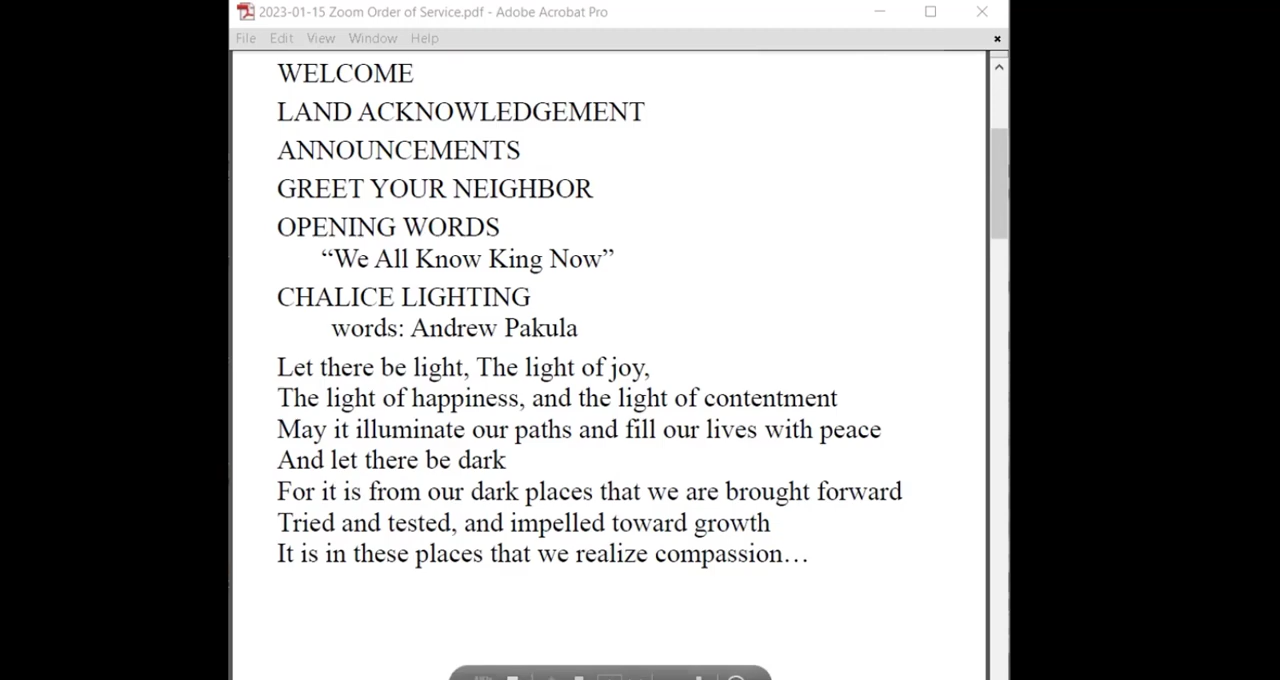 2023-01-15 Zoom Order of Service.pdf - Adobe Acrobat Pro
File Edit View Window Help
WELCOME
LAND ACKNOWLEDGEMENT
ANNOUNCEMENTS
GREET YOUR NEIGHBOR
OPENING WORDS
“We All Know King Now”
CHALICE LIGHTING
words: Andrew Pakula
Let there be light, The light of joy,
The light of happiness, and the light of contentment
May it illuminate our paths and fill our lives with peace
And let there be dark
For it is from our dark places that we are brought forward
Tried and tested, and impelled toward growth
It is in these places that we realize compassion…